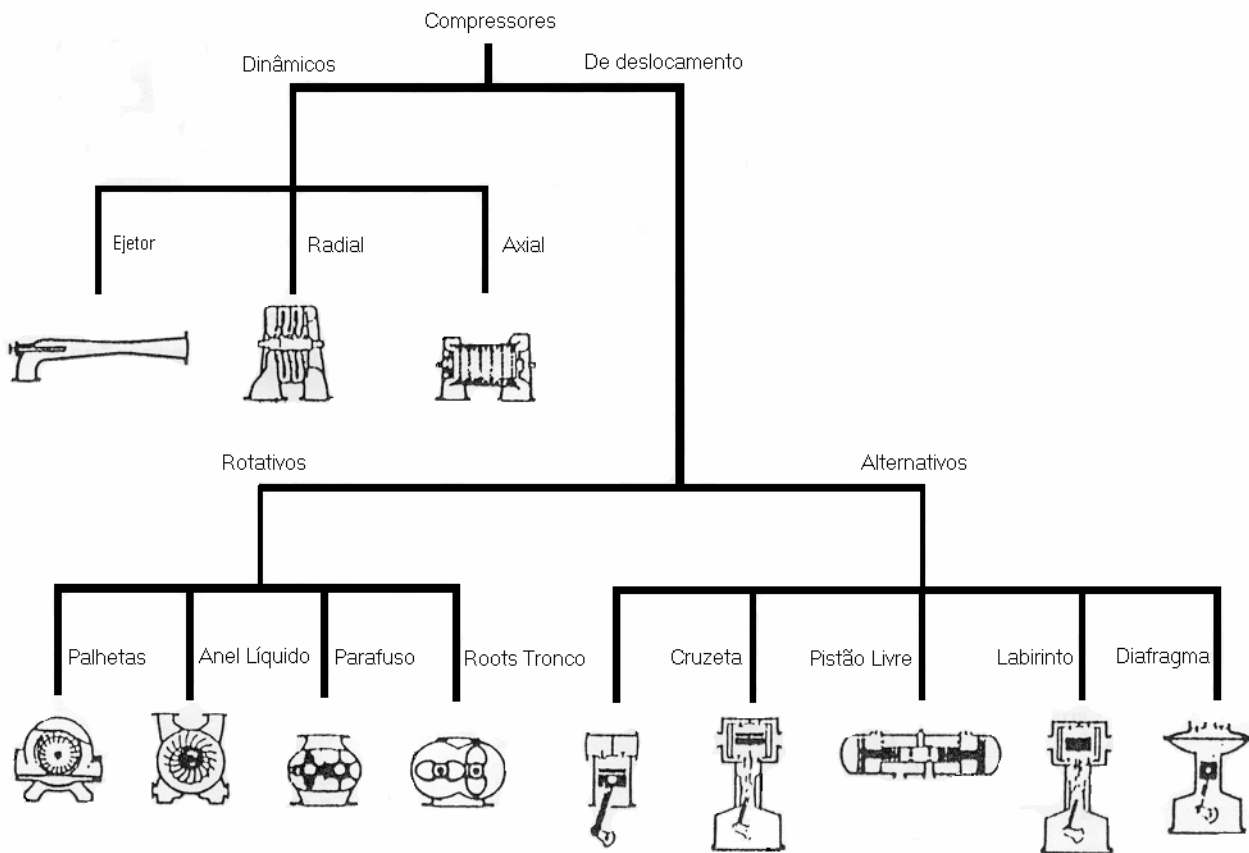 Compressores
Dinâmicos
De deslocamento
Ejetor
Radial
Axial
Rotativos
Alternativos
Palhetas
Anel Líquido
Parafuso
Roots Tronco
Cruzeta
Pistão Livre
Labirinto
Diafragma